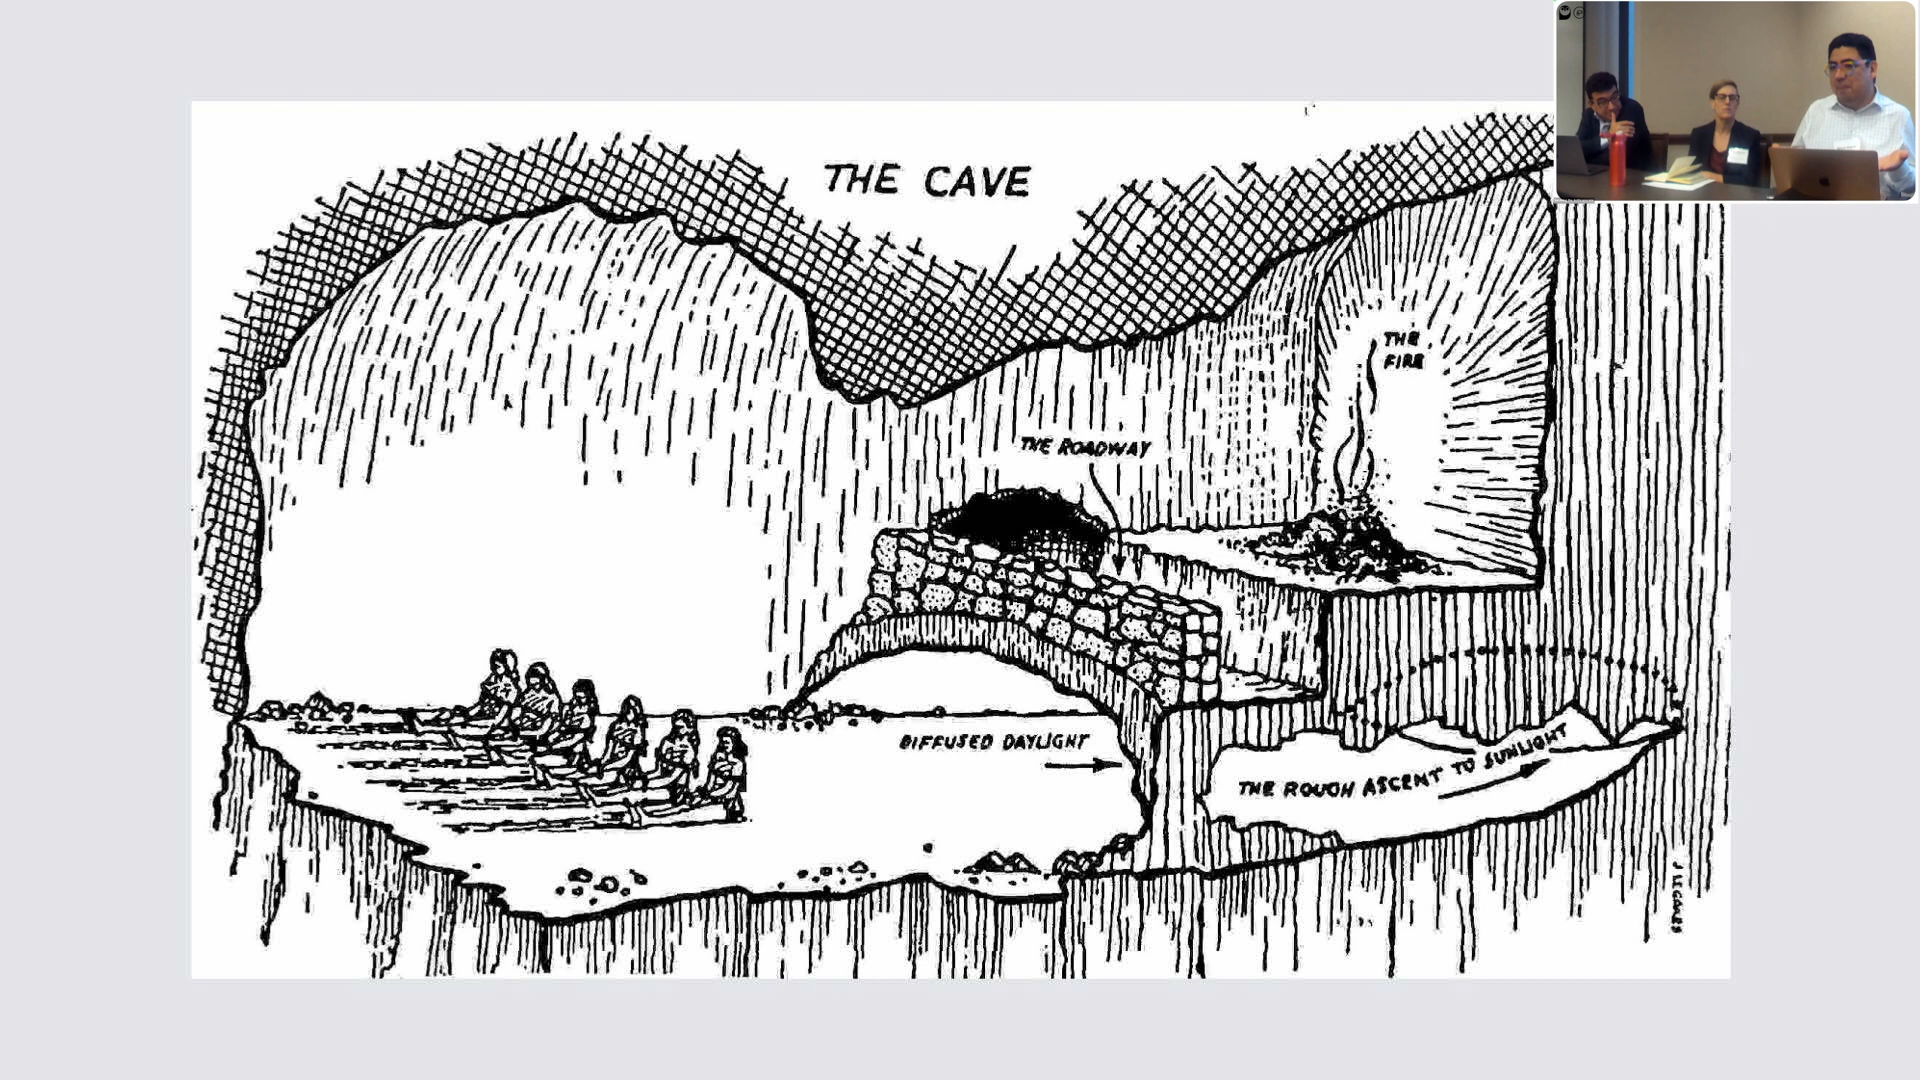 THE CAVE
THE
FIRE
THE ROADWAY
DIFFUSED DAYLIGHT
THE ROUGH ASCENT TO SUNLIGHT